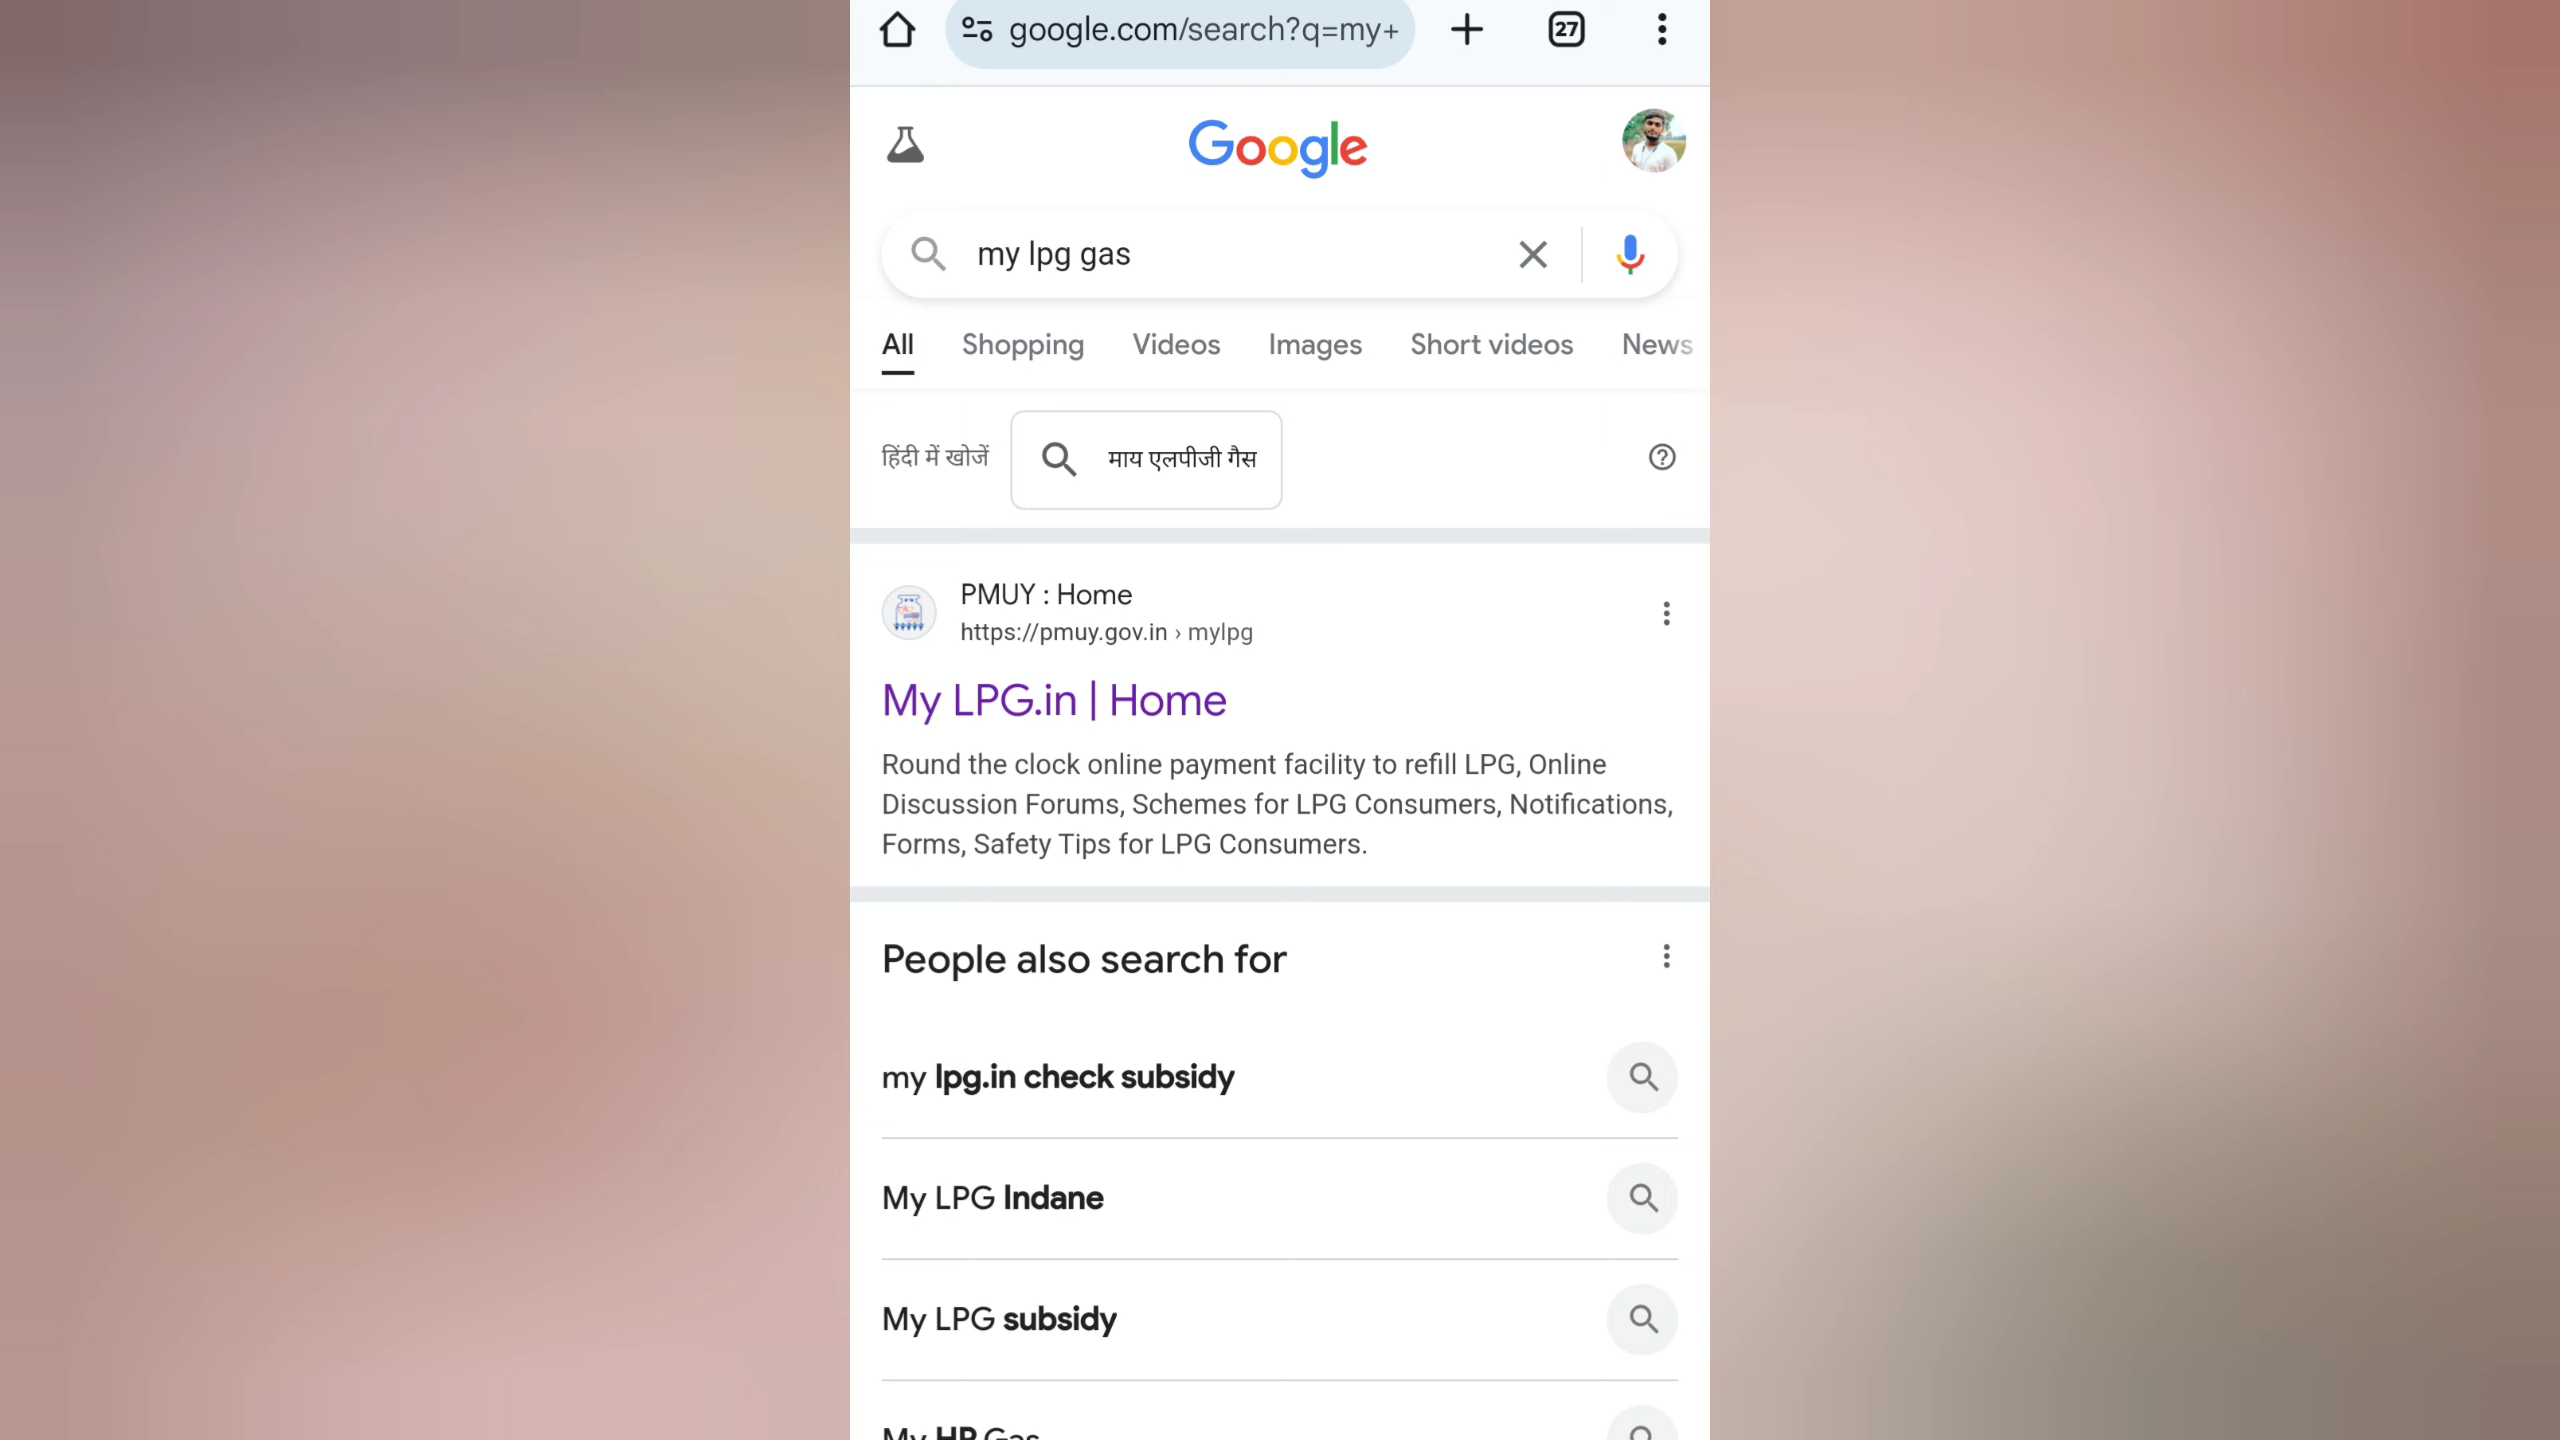 google.com/search?q=my+
27
Google
my lpg gas
All Shopping Videos Images Short videos News
हिंदी में खोजें माय एलपीजी गैस
PMUY : Home
https://pmuy.gov.in › mylpg
My LPG.in | Home
Round the clock online payment facility to refill LPG, Online
Discussion Forums, Schemes for LPG Consumers, Notifications,
Forms, Safety Tips for LPG Consumers.
People also search for
my lpg.in check subsidy
My LPG Indane
My LPG subsidy
My HP Gas